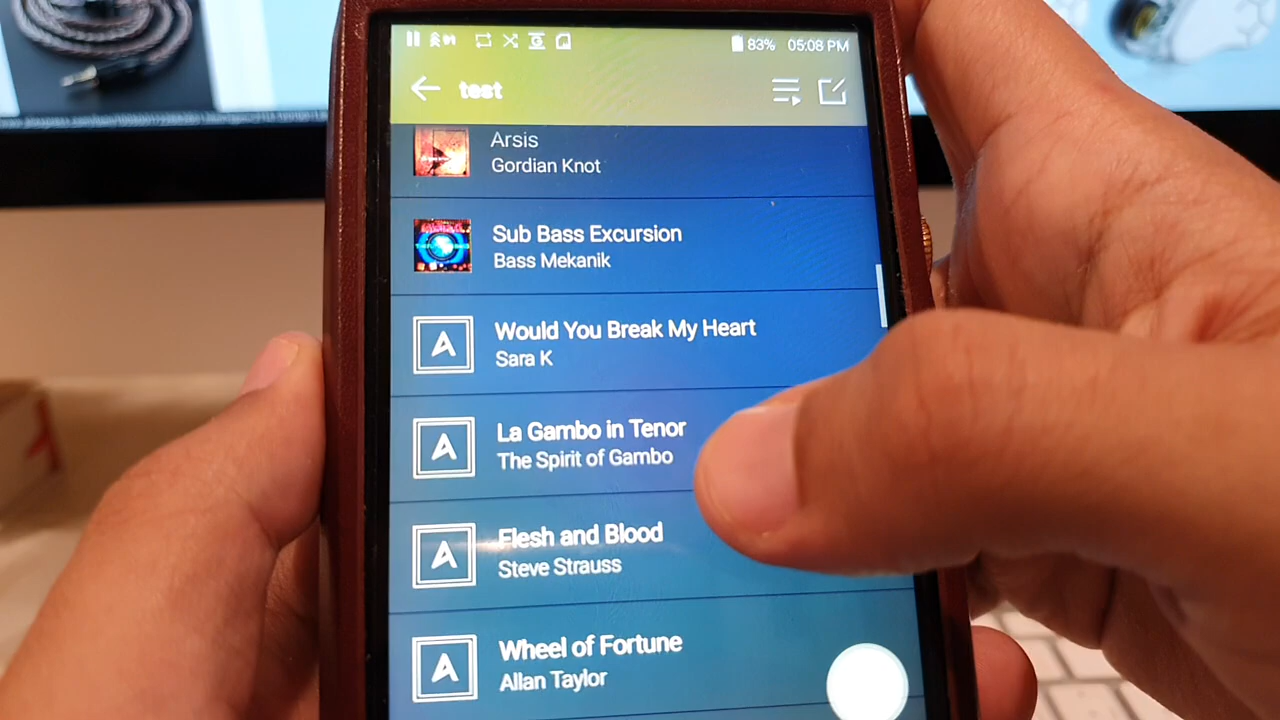 83% 05:08 PM
test
Arsis
Gordian Knot
Sub Bass Excursion
Bass Mekanik
Would You Break My Heart
Sara K
La Gambo in Tenor
The Spirit of Gambo
Flesh and Blood
Steve Strauss
Wheel of Fortune
Allan Taylor